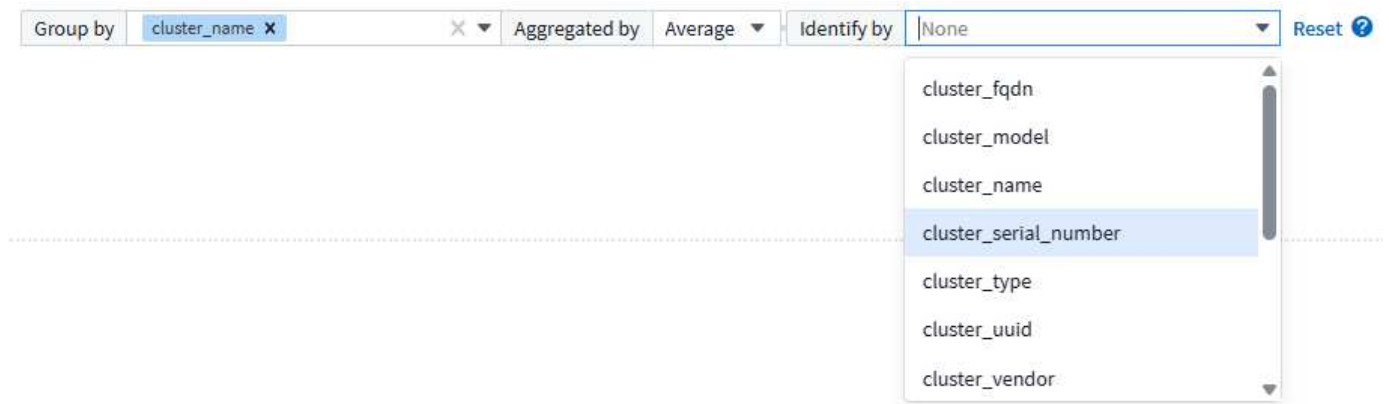 Group by cluster_name × × Aggregated by Average Identify by None Reset ?
cluster_fqdn
cluster_model
cluster_name
cluster_serial_number
cluster_type
cluster_uuid
cluster_vendor